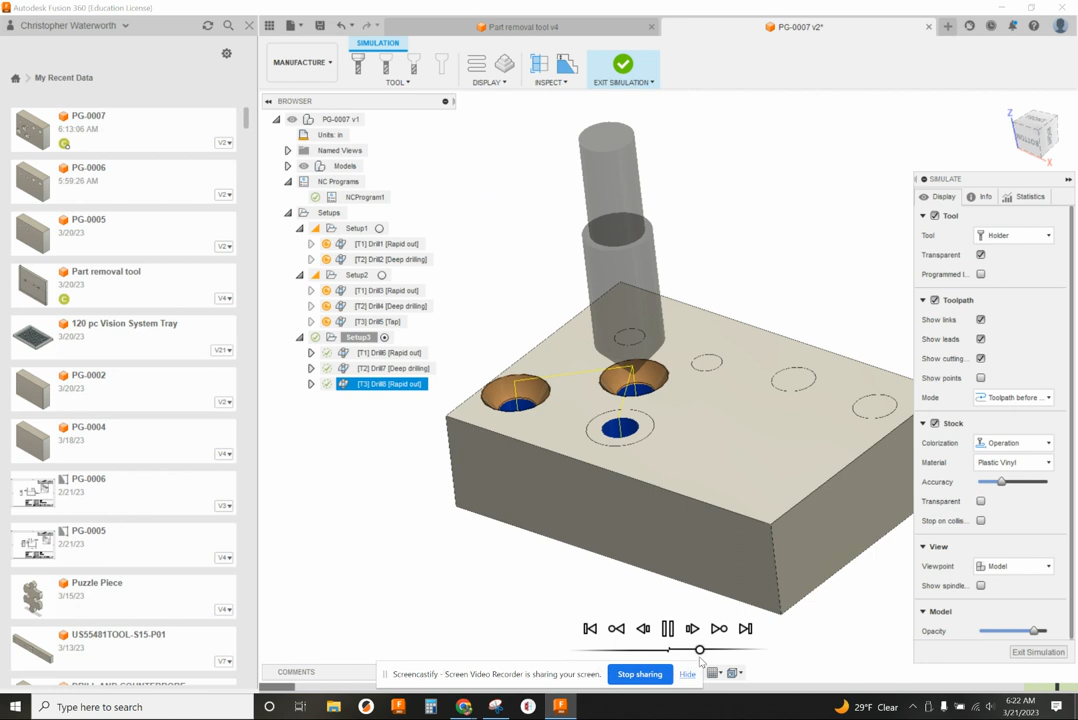 Autodesk Fusion 360 (Education License)
Christopher Waterworth
Part removal tool v4
PG-0007 v2*
My Recent Data
PG-0007
6:13:06 AM
V2
PG-0006
5:59:26 AM
V2
PG-0005
3/20/23
V2
Part removal tool
3/20/23
V4
120 pc Vision System Tray
3/20/23
V21
PG-0002
3/20/23
V2
PG-0004
3/18/23
V4
PG-0006
2/21/23
V3
PG-0005
2/21/23
V4
Puzzle Piece
3/15/23
V4
US55481TOOL-S15-P01
3/13/23
V7
MANUFACTURE
SIMULATION
TOOL
DISPLAY
INSPECT
EXIT SIMULATION
BROWSER
PG-0007 v1
Units: in
Named Views
Models
NC Programs
NCProgram1
Setups
Setup1
[T1] Drill1 [Rapid out]
[T2] Drill2 [Deep drilling]
Setup2
[T1] Drill3 [Rapid out]
[T2] Drill4 [Deep drilling]
[T3] Drill5 [Tap]
Setup3
[T1] Drill6 [Rapid out]
[T2] Drill7 [Deep drilling]
[T3] Drill8 [Rapid out]
Z
X
BOTTOM
SIMULATE
Display
Info
Statistics
Tool
Tool
Holder
Transparent
Programmed l...
Toolpath
Show links
Show leads
Show cutting...
Show points
Mode
Toolpath before ...
Stock
Colorization
Operation
Material
Plastic Vinyl
Accuracy
Transparent
Stop on collis...
View
Viewpoint
Model
Show spindle...
Model
Opacity
Exit Simulation
COMMENTS
Screencastify - Screen Video Recorder is sharing your screen.
Stop sharing
Hide
Type here to search
29°F Clear
6:22 AM
3/21/2023